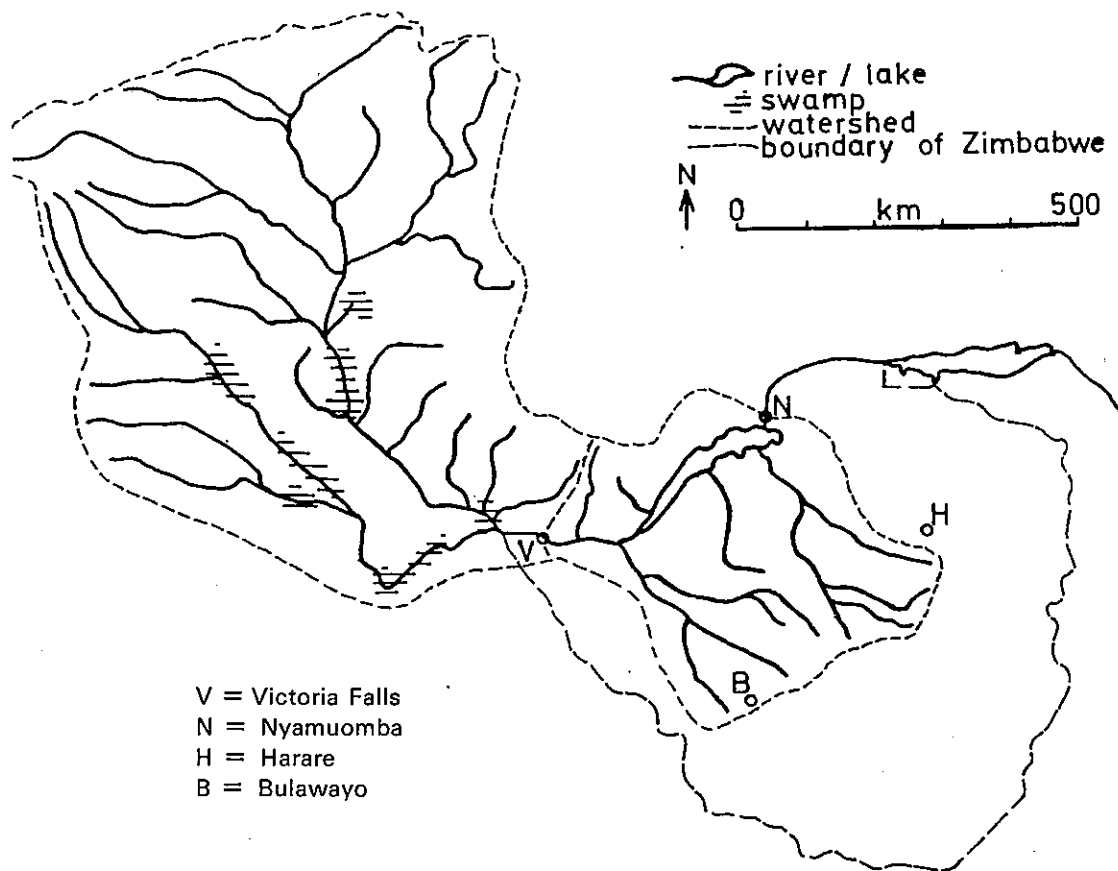 river / lake
swamp
watershed
boundary of Zimbabwe
N
0 km 500
N
H
V
B
V = Victoria Falls
N = Nyamuomba
H = Harare
B = Bulawayo